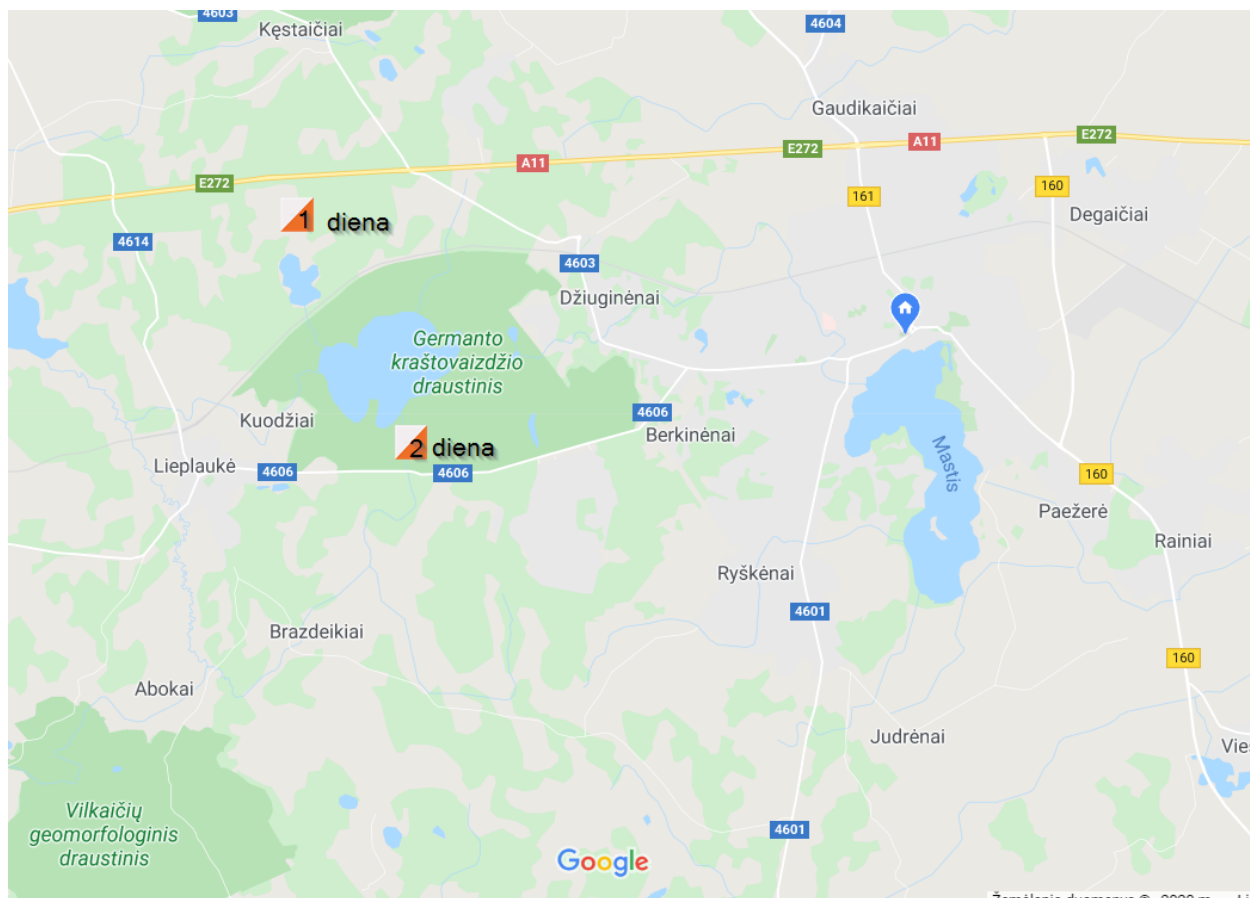 4603
Kęstaičiai
4604
Gaudikaičiai
E272
A11
E272
A11
E272
160
161
Degaičiai
1 diena
4614
4603
Džiuginėnai
Germanto
kraštovaizdžio
draustinis
Kuodžiai
4606
Berkinėnai
2 diena
Lieplaukė
4606
4606
Mastis
160
Paežerė
Rainiai
Ryškėnai
4601
Brazdeikiai
160
Abokai
Judrėnai
Vies
Vilkaičių
geomorfologinis
draustinis
4601
Google